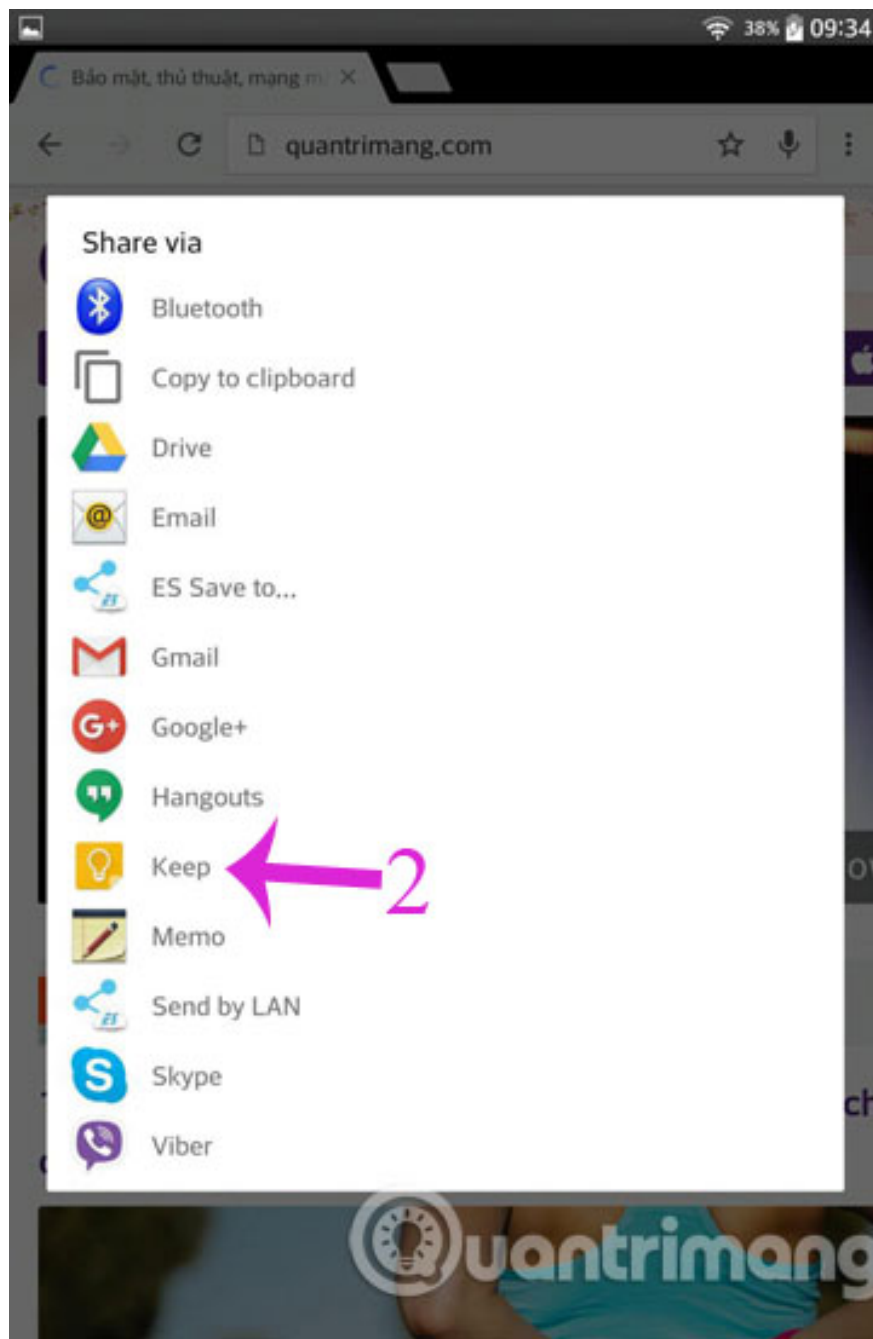 38% 09:34
Bảo mật, thủ thuật, mạng m
quantrimang.com
Share via
Bluetooth
Copy to clipboard
Drive
Email
ES Save to...
Gmail
G+ Google+
Hangouts
Keep 2
Memo
Send by LAN
Skype
Viber
Quantrimang